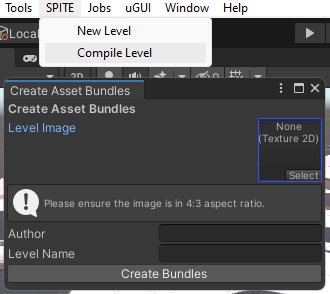 Tools SPITE Jobs uGUI Window Help
New Level
Compile Level
Local
2D
Create Asset Bundles
Create Asset Bundles
Level Image
None
(Texture 2D)
Select
Please ensure the image is in 4:3 aspect ratio.
Author
Level Name
Create Bundles